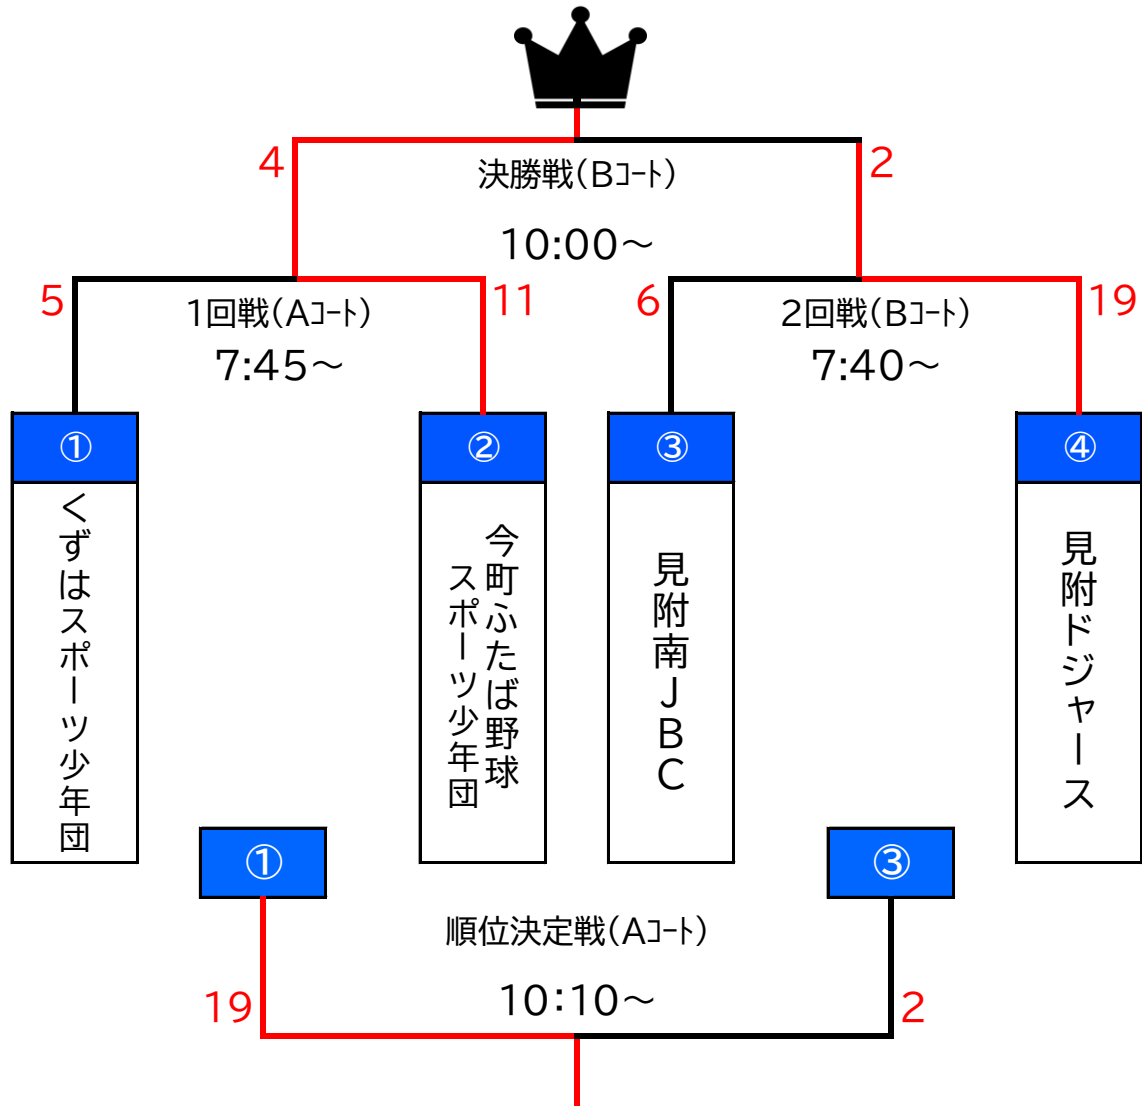 4
2
決勝戦(Bｺｰﾄ)
10:00～
5
11
6
19
1回戦(Aｺｰﾄ)
7:45～
2回戦(Bｺｰﾄ)
7:40～
①
②
③
④
くずはスポーツ少年団
今町ふたば野球
スポーツ少年団
見附南JBC
見附ドジャース
①
③
順位決定戦(Aｺｰﾄ)
10:10～
19
2